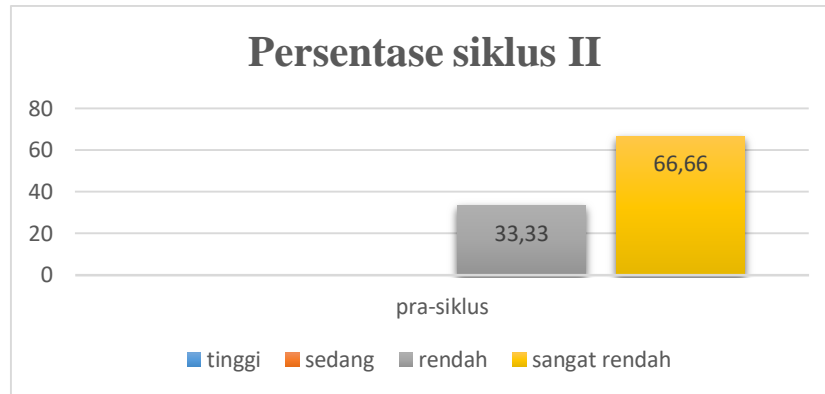 Persentase siklus II
80
60
40
20
0
66,66
33,33
pra-siklus
tinggi sedang rendah sangat rendah